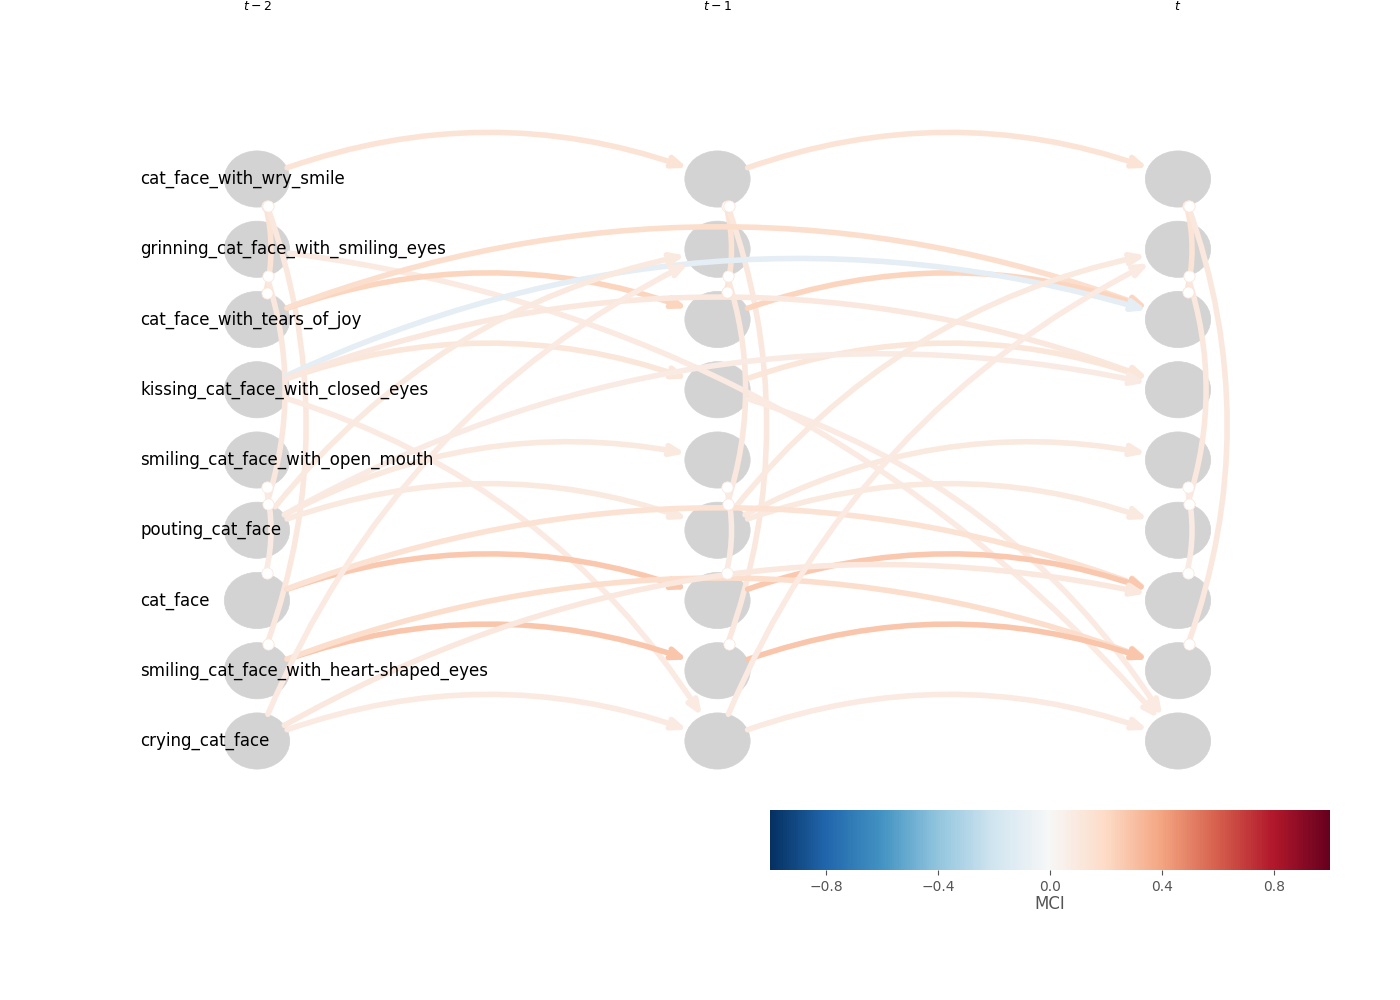 t − 2 t − 1 t
cat_face_with_wry_smile
grinning_cat_face_with_smiling_eyes
cat_face_with_tears_of_joy
kissing_cat_face_with_closed_eyes
smiling_cat_face_with_open_mouth
pouting_cat_face
cat_face
smiling_cat_face_with_heart-shaped_eyes
crying_cat_face
−0.8 −0.4 0.0 0.4 0.8
MCI